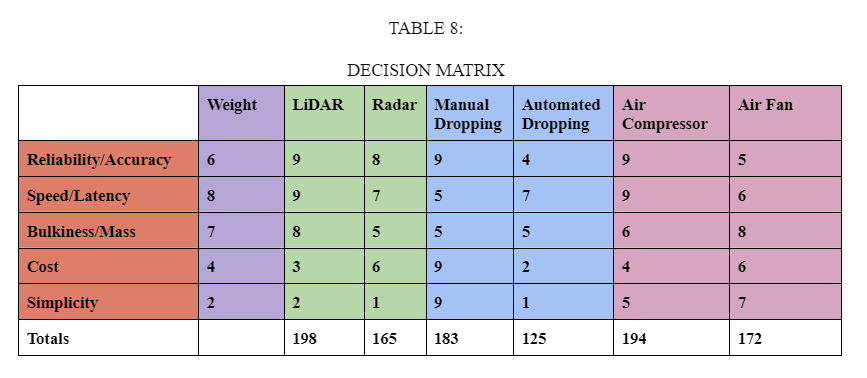 TABLE 8:
DECISION MATRIX
Weight LiDAR Radar Manual Dropping Automated Dropping Air Compressor Air Fan
Reliability/Accuracy 6 9 8 9 4 9 5
Speed/Latency 8 9 7 5 7 9 6
Bulkiness/Mass 7 8 5 5 5 6 8
Cost 4 3 6 9 2 4 6
Simplicity 2 2 1 9 1 5 7
Totals 198 165 183 125 194 172